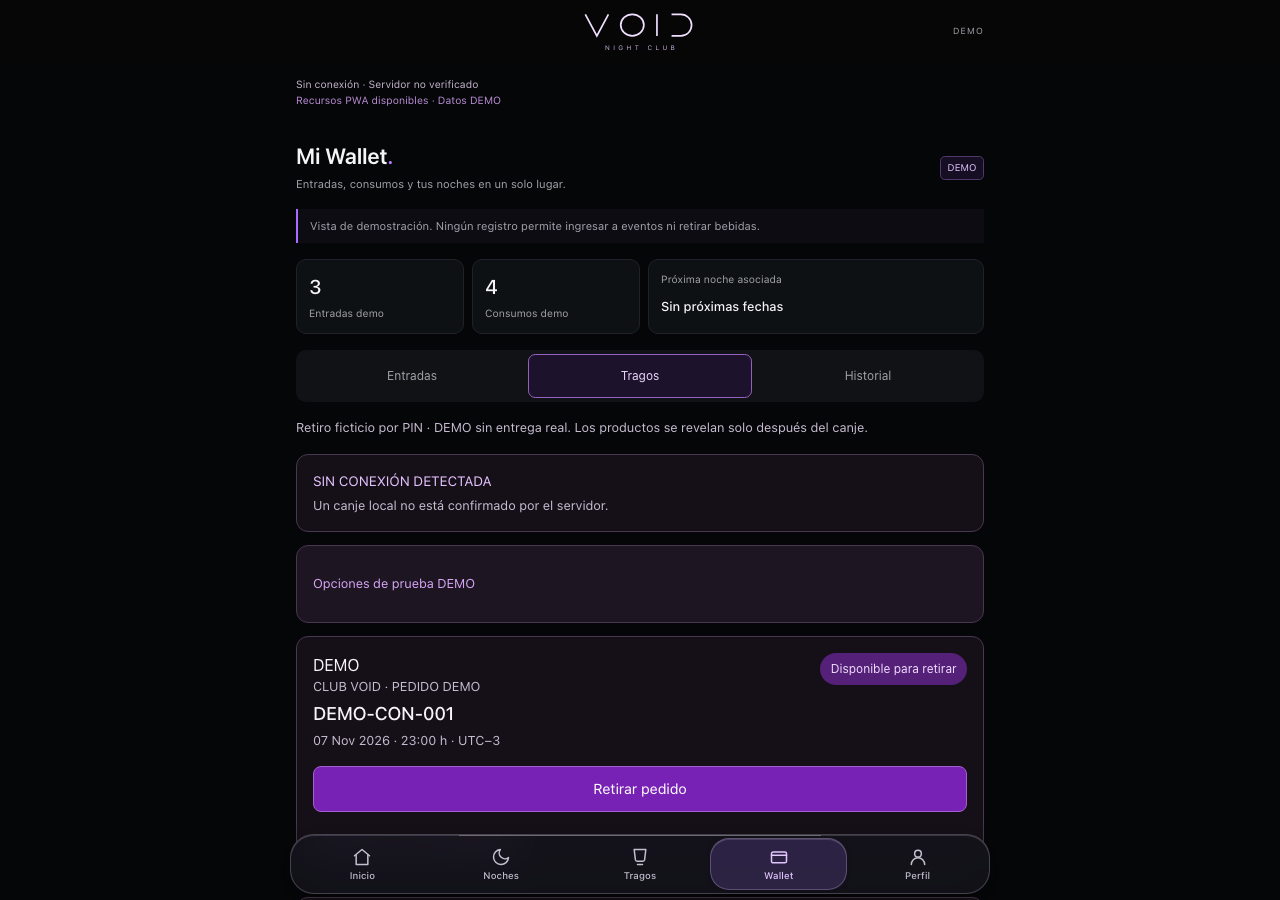 VOID
NIGHT CLUB
DEMO
Sin conexión · Servidor no verificado
Recursos PWA disponibles · Datos DEMO
Mi Wallet.
DEMO
Entradas, consumos y tus noches en un solo lugar.
Vista de demostración. Ningún registro permite ingresar a eventos ni retirar bebidas.
3
Entradas demo
4
Consumos demo
Próxima noche asociada
Sin próximas fechas
Entradas
Tragos
Historial
Retiro ficticio por PIN · DEMO sin entrega real. Los productos se revelan solo después del canje.
SIN CONEXIÓN DETECTADA
Un canje local no está confirmado por el servidor.
Opciones de prueba DEMO
DEMO
Disponible para retirar
CLUB VOID · PEDIDO DEMO
DEMO-CON-001
07 Nov 2026 · 23:00 h · UTC−3
Retirar pedido
Inicio
Noches
Tragos
Wallet
Perfil